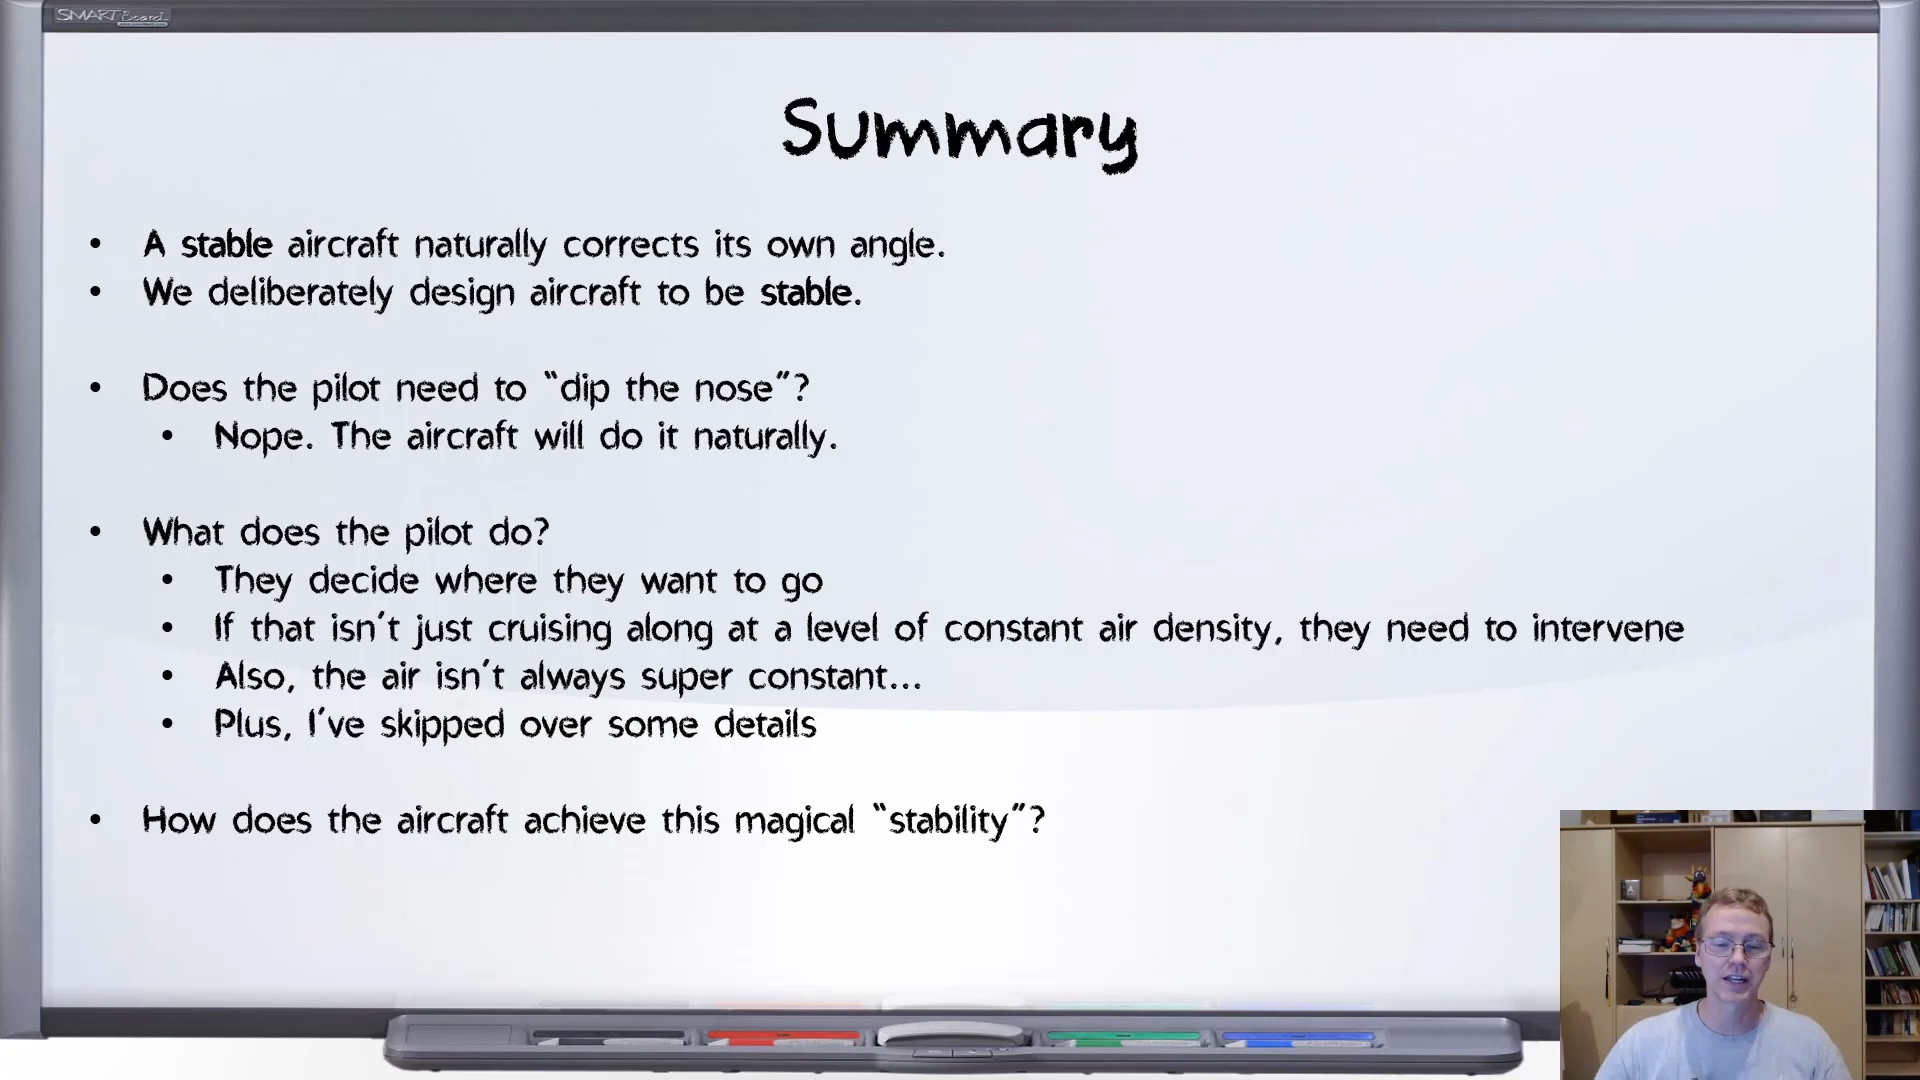 SMART Board
Summary
• A stable aircraft naturally corrects its own angle.
• We deliberately design aircraft to be stable.
• Does the pilot need to “dip the nose”?
• Nope. The aircraft will do it naturally.
• What does the pilot do?
• They decide where they want to go
• If that isn’t just cruising along at a level of constant air density, they need to intervene
• Also, the air isn’t always super constant…
• Plus, I’ve skipped over some details
• How does the aircraft achieve this magical “stability”?